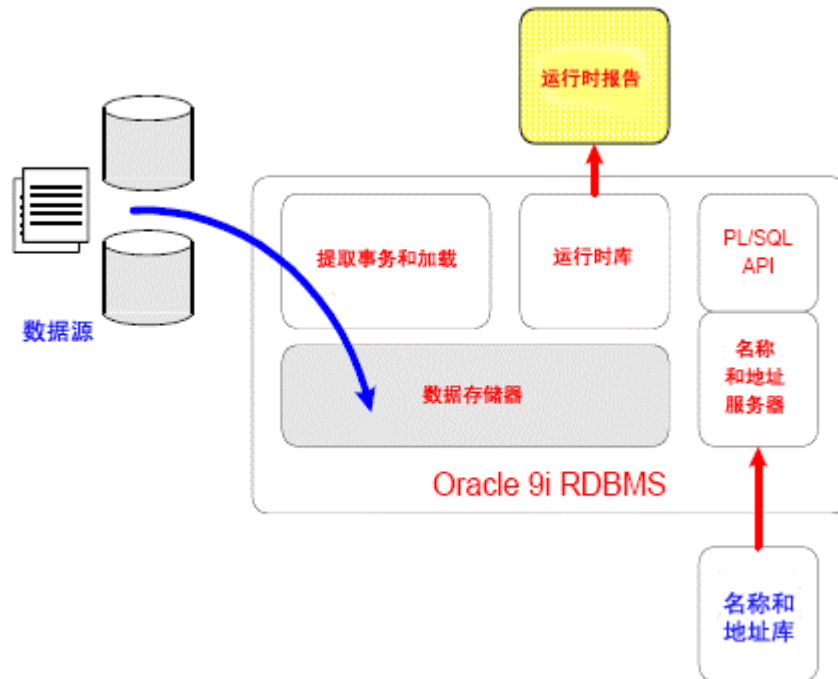 运行时报告
提取事务和加载
运行时库
PL/SQL
API
数据源
名称
和地址
服务器
数据存储器
Oracle 9i RDBMS
名称和
地址库